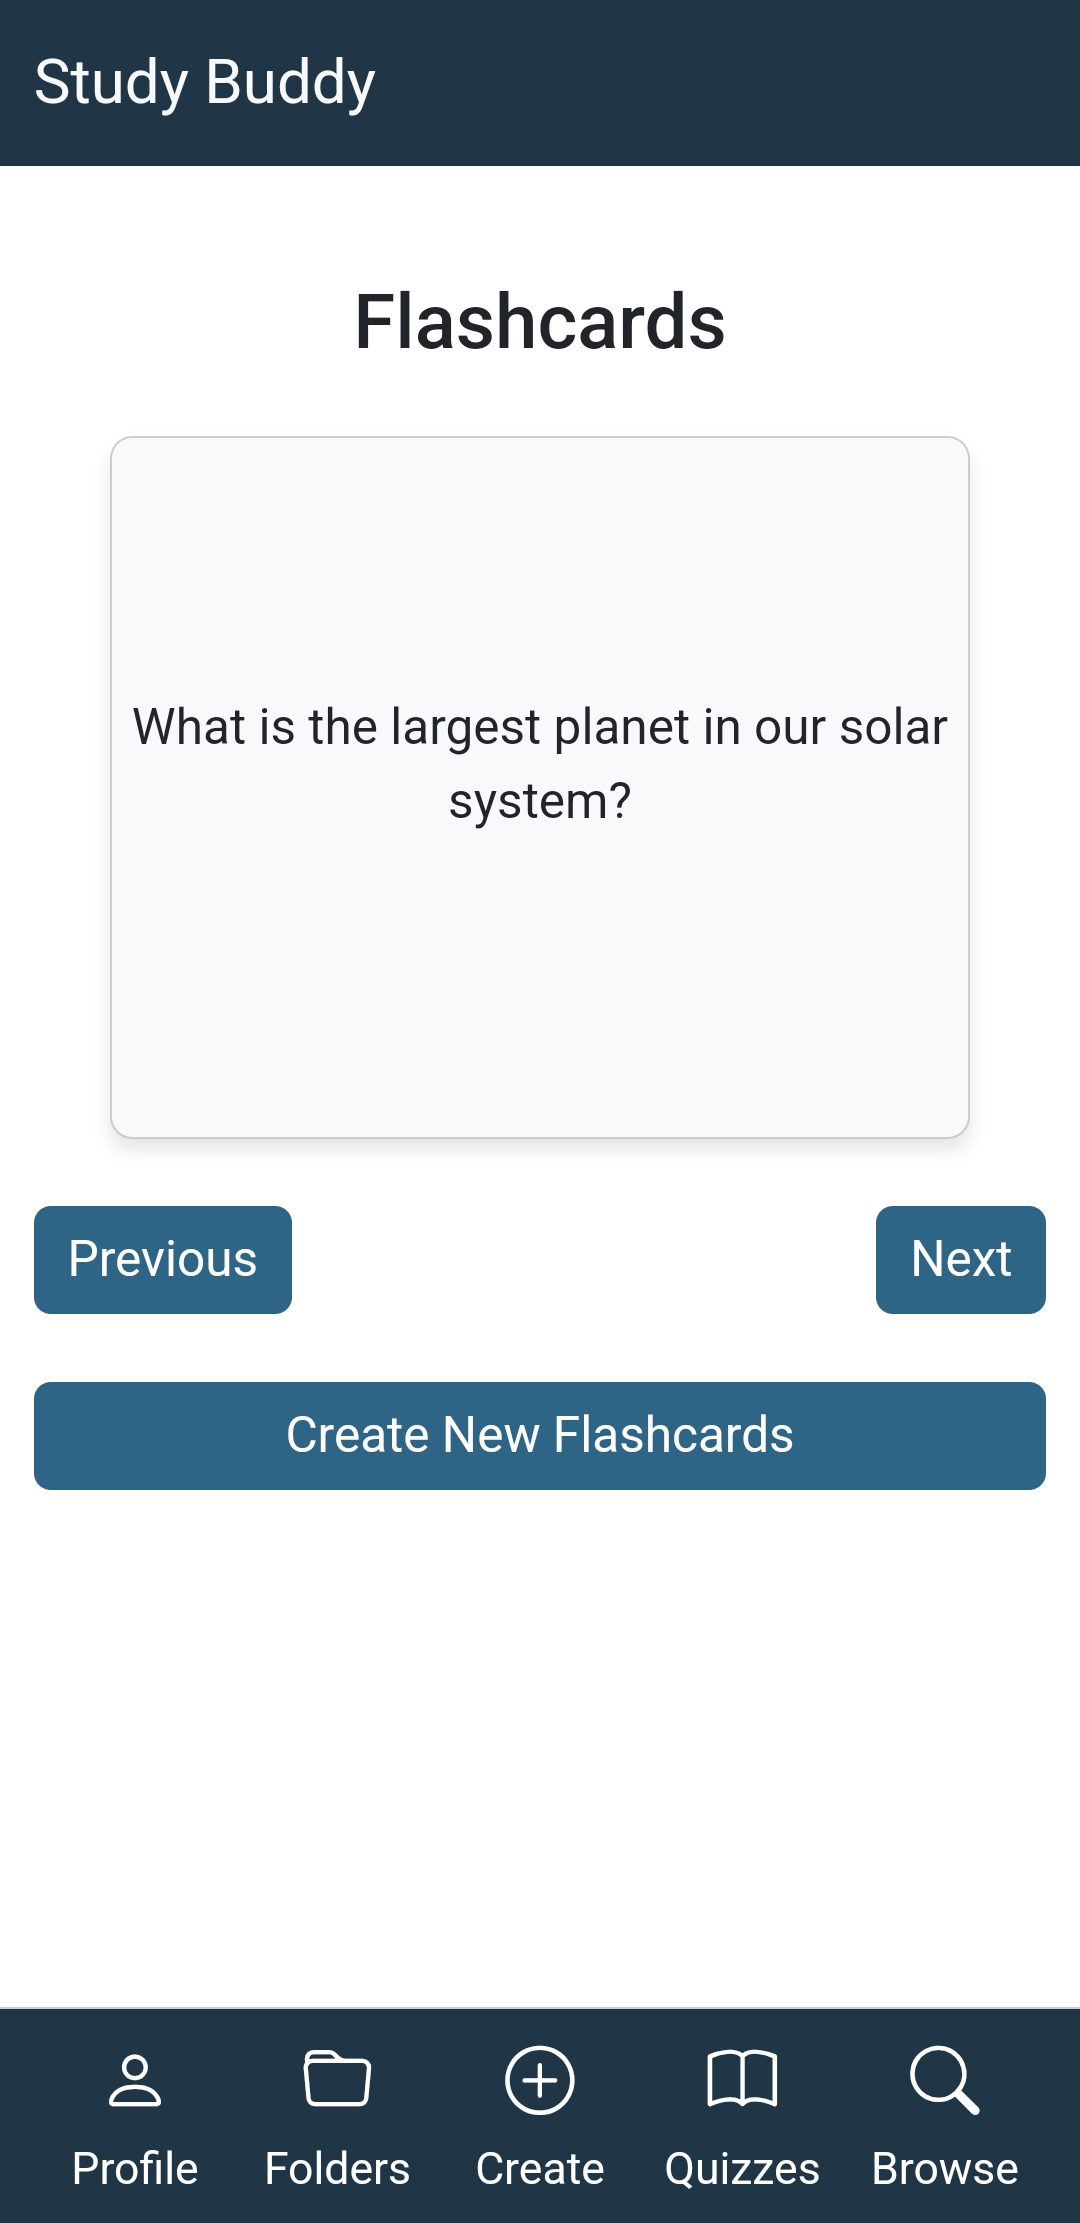 Study Buddy
Flashcards
What is the largest planet in our solar
system?
Previous
Next
Create New Flashcards
Profile
Folders
Create
Quizzes
Browse